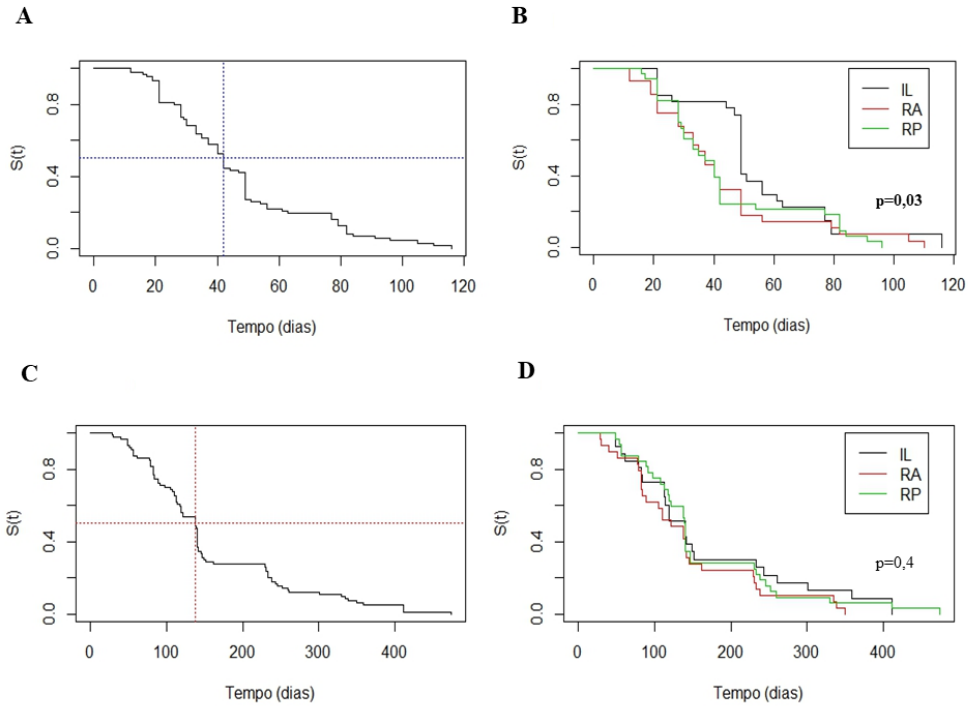 A
S(t)
0.0 0.4 0.8
0 20 40 60 80 100 120
Tempo (dias)
B
S(t)
0.0 0.4 0.8
IL
RA
RP
p=0,03
0 20 40 60 80 100 120
Tempo (dias)
C
S(t)
0.0 0.4 0.8
0 100 200 300 400
Tempo (dias)
D
S(t)
0.0 0.4 0.8
IL
RA
RP
p=0,4
0 100 200 300 400
Tempo (dias)